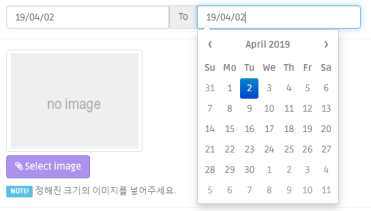 19/04/02 To 19/04/02
‹ April 2019 ›
Su Mo Tu We Th Fr Sa
31 1 2 3 4 5 6
7 8 9 10 11 12 13
14 15 16 17 18 19 20
21 22 23 24 25 26 27
28 29 30 1 2 3 4
5 6 7 8 9 10 11
no image
Select image
NOTE! 정해진 크기의 이미지를 넣어주세요.